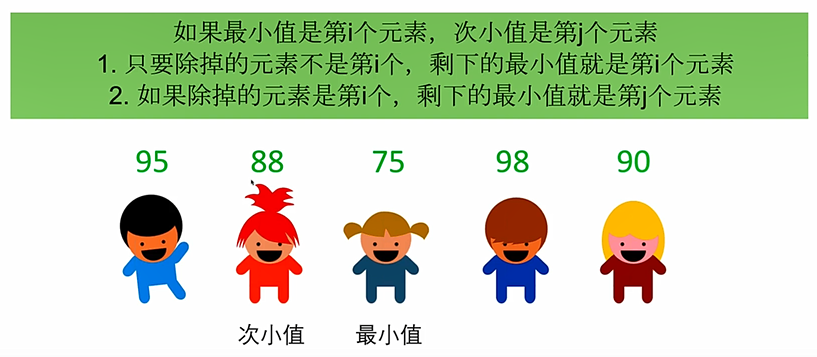 如果最小值是第i个元素，次小值是第j个元素
1. 只要除掉的元素不是第i个，剩下的最小值就是第i个元素
2. 如果除掉的元素是第i个，剩下的最小值就是第j个元素
95 88 75 98 90
次小值 最小值